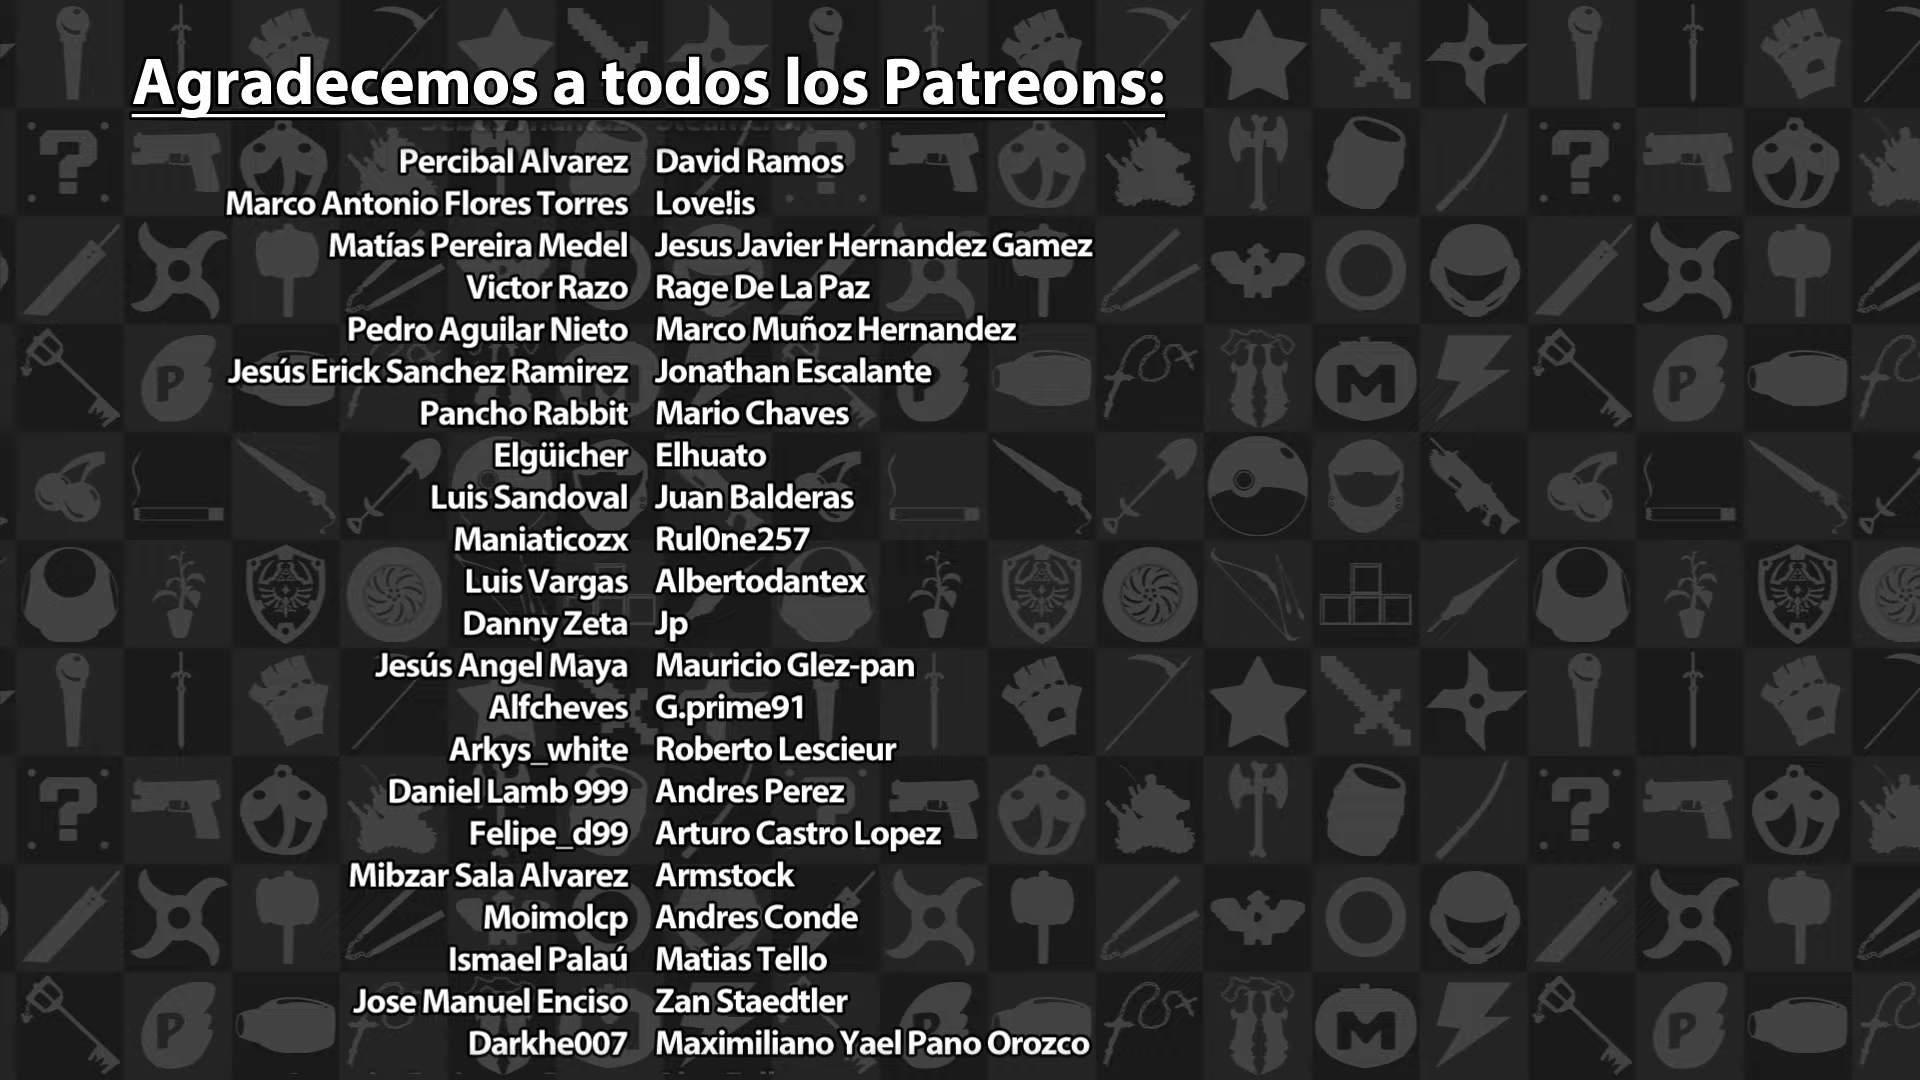 Agradecemos a todos los Patreons:
Percibal Alvarez David Ramos
Marco Antonio Flores Torres Love!is
Matías Pereira Medel Jesus Javier Hernandez Gamez
Victor Razo Rage De La Paz
Pedro Aguilar Nieto Marco Muñoz Hernandez
Jesús Erick Sanchez Ramirez Jonathan Escalante
Pancho Rabbit Mario Chaves
Elgüicher Elhuato
Luis Sandoval Juan Balderas
Maniaticozx Rul0ne257
Luis Vargas Albertodantex
Danny Zeta Jp
Jesús Angel Maya Mauricio Glez-pan
Alfcheves G.prime91
Arkys_white Roberto Lescieur
Daniel Lamb 999 Andres Perez
Felipe_d99 Arturo Castro Lopez
Mibzar Sala Alvarez Armstock
Moimolcp Andres Conde
Ismael Palaú Matias Tello
Jose Manuel Enciso Zan Staedtler
Darkhe007 Maximiliano Yael Pano Orozco